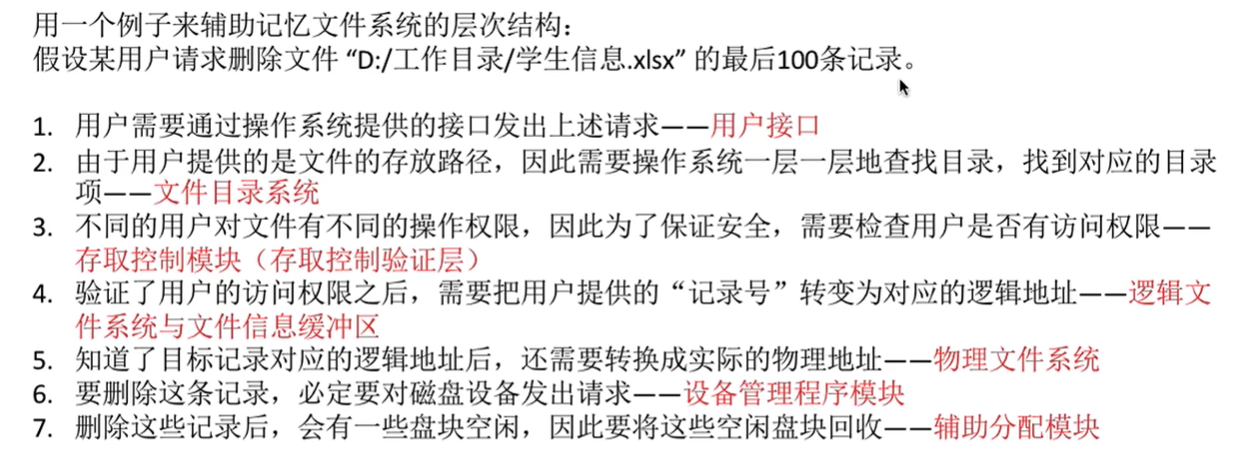 用一个例子来辅助记忆文件系统的层次结构：
假设某用户请求删除文件 “D:/工作目录/学生信息.xlsx” 的最后100条记录。
1. 用户需要通过操作系统提供的接口发出上述请求——用户接口
2. 由于用户提供的是文件的存放路径，因此需要操作系统一层一层地查找目录，找到对应的目录
项——文件目录系统
3. 不同的用户对文件有不同的操作权限，因此为了保证安全，需要检查用户是否有访问权限——
存取控制模块（存取控制验证层）
4. 验证了用户的访问权限之后，需要把用户提供的“记录号”转变为对应的逻辑地址——逻辑文
件系统与文件信息缓冲区
5. 知道了目标记录对应的逻辑地址后，还需要转换成实际的物理地址——物理文件系统
6. 要删除这条记录，必定要对磁盘设备发出请求——设备管理程序模块
7. 删除这些记录后，会有一些盘块空闲，因此要将这些空闲盘块回收——辅助分配模块